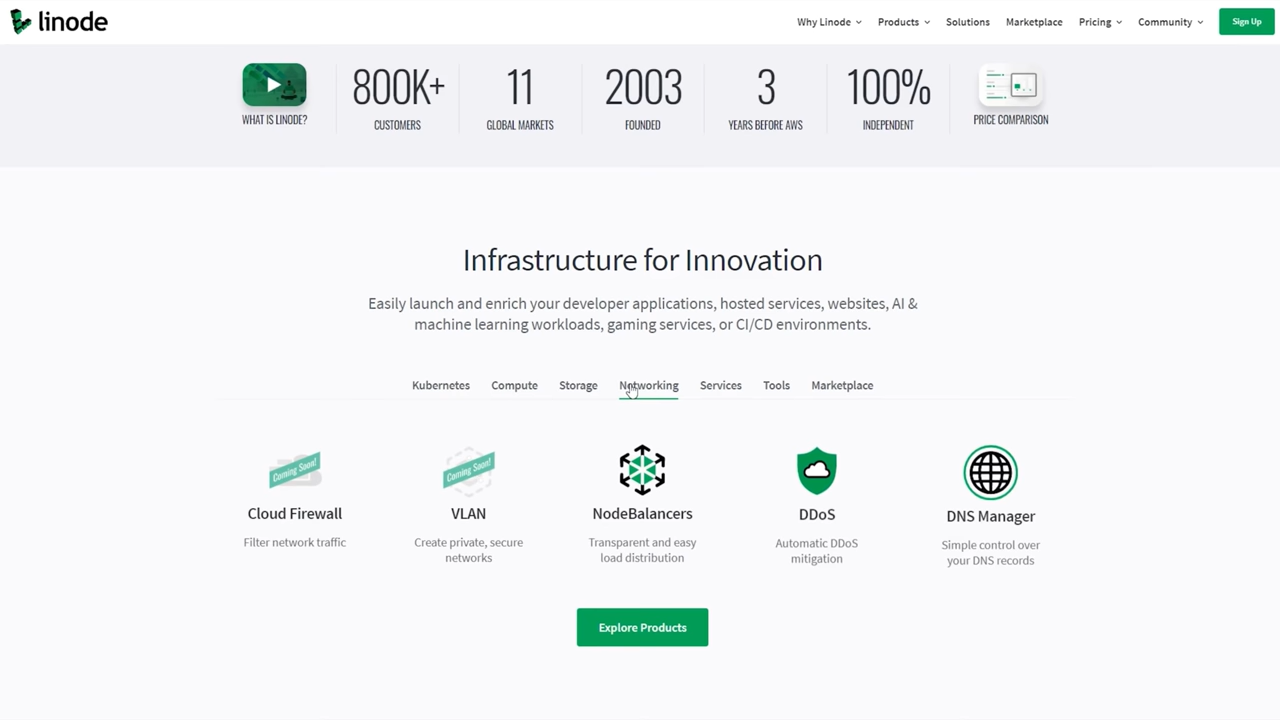 linode
Why Linode
Products
Solutions
Marketplace
Pricing
Community
Sign Up
WHAT IS LINODE?
800K+
CUSTOMERS
11
GLOBAL MARKETS
2003
FOUNDED
3
YEARS BEFORE AWS
100%
INDEPENDENT
PRICE COMPARISON
Infrastructure for Innovation
Easily launch and enrich your developer applications, hosted services, websites, AI &
machine learning workloads, gaming services, or CI/CD environments.
Kubernetes
Compute
Storage
Networking
Services
Tools
Marketplace
Coming Soon!
Cloud Firewall
Filter network traffic
Coming Soon!
VLAN
Create private, secure
networks
NodeBalancers
Transparent and easy
load distribution
DDoS
Automatic DDoS
mitigation
DNS Manager
Simple control over
your DNS records
Explore Products